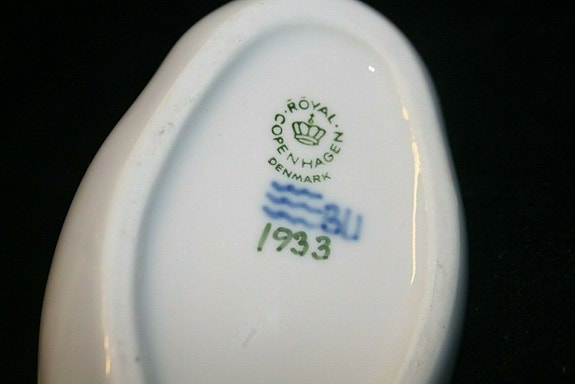 ROYAL
COPENHAGEN
DENMARK
BU
1933